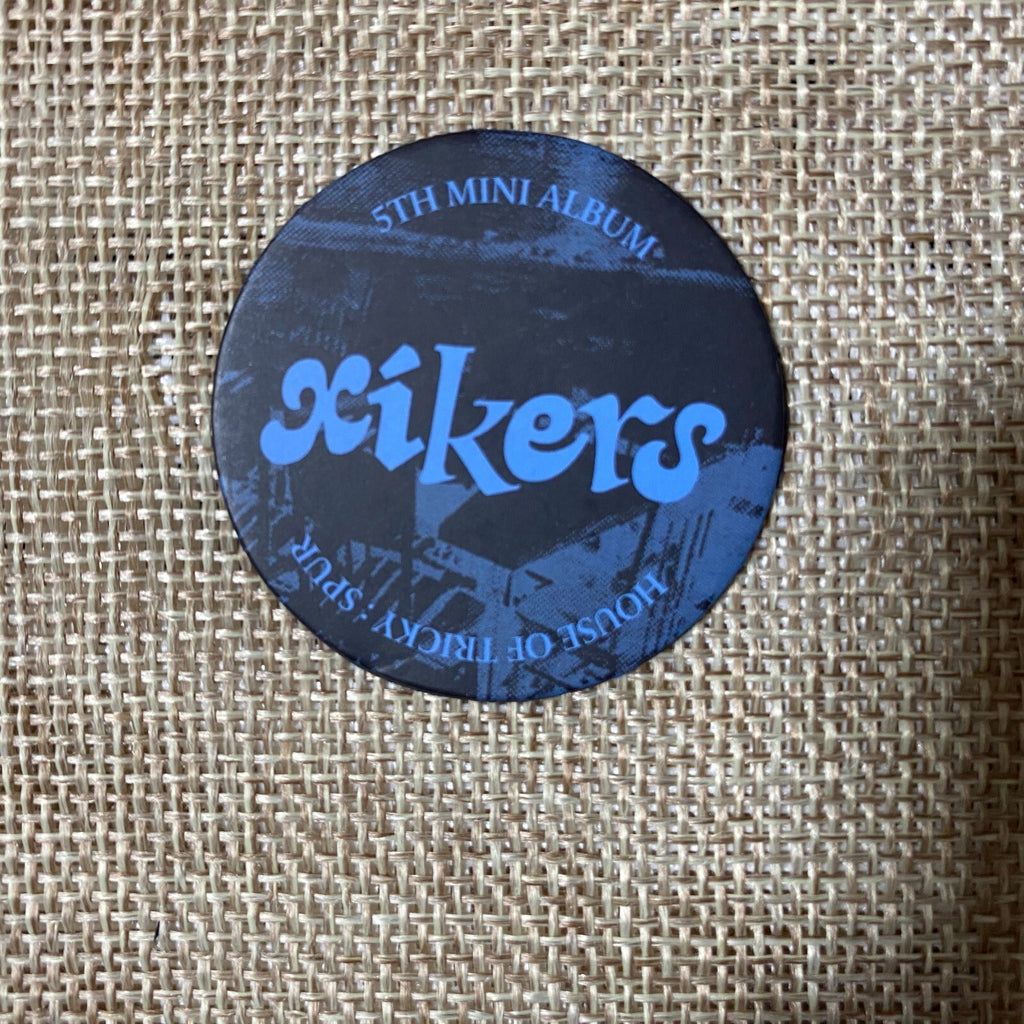 5TH MINI ALBUM
xikers
HOUSE OF TRICKY : SPUR